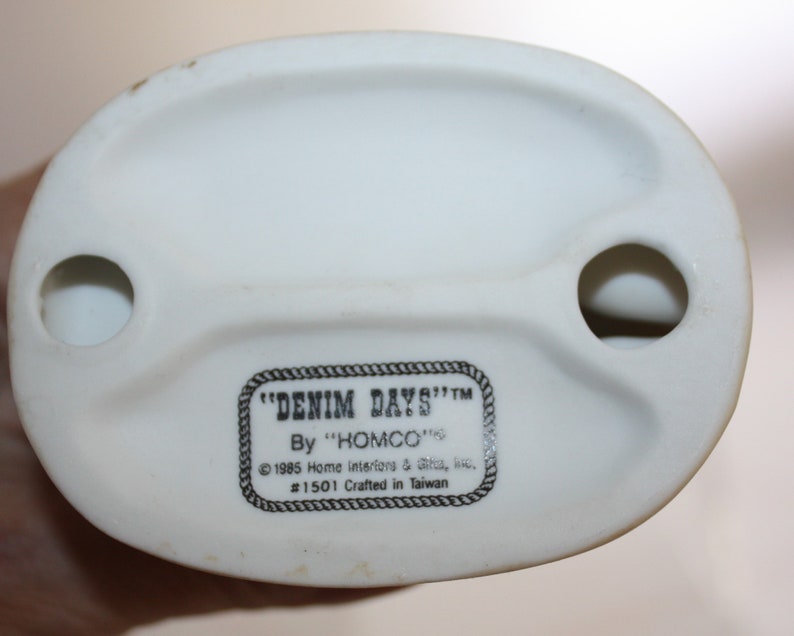 "DENIM DAYS"™
By "HOMCO"®
© 1985 Home Interiors & Gifts, Inc.
#1501 Crafted in Taiwan